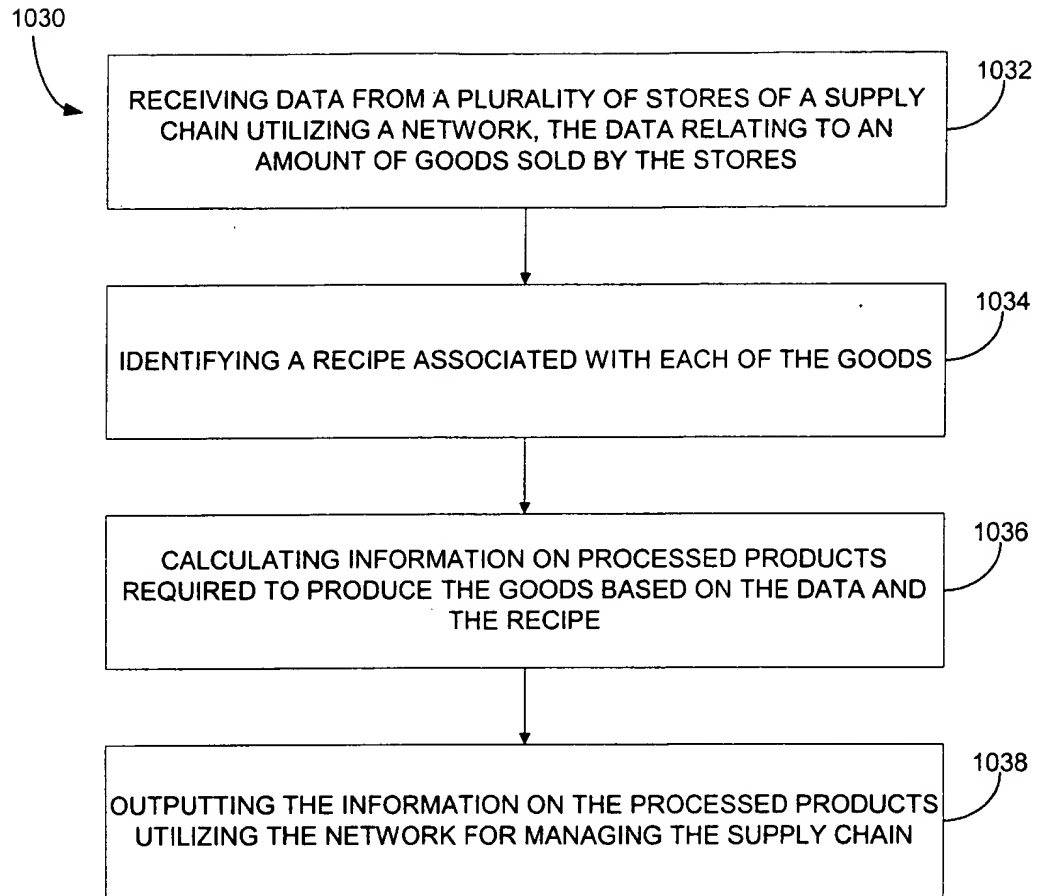 1030
1032
RECEIVING DATA FROM A PLURALITY OF STORES OF A SUPPLY
CHAIN UTILIZING A NETWORK, THE DATA RELATING TO AN
AMOUNT OF GOODS SOLD BY THE STORES
1034
IDENTIFYING A RECIPE ASSOCIATED WITH EACH OF THE GOODS
1036
CALCULATING INFORMATION ON PROCESSED PRODUCTS
REQUIRED TO PRODUCE THE GOODS BASED ON THE DATA AND
THE RECIPE
1038
OUTPUTTING THE INFORMATION ON THE PROCESSED PRODUCTS
UTILIZING THE NETWORK FOR MANAGING THE SUPPLY CHAIN